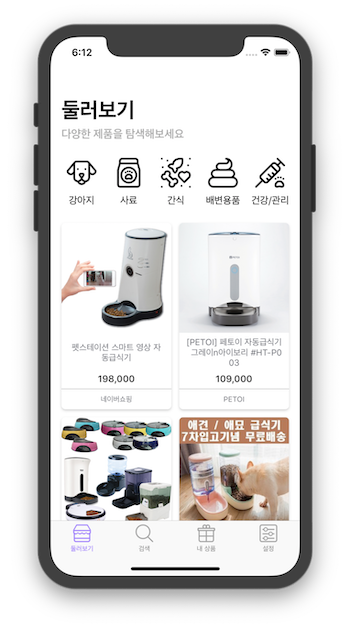 6:12
둘러보기
다양한 제품을 탐색해보세요
강아지
사료
간식
배변용품
건강/관리
펫스테이션 스마트 영상 자
동급식기
198,000
네이버쇼핑
[PETOI] 페토이 자동급식기
그레이n아이보리 #HT-P0
03
109,000
PETOI
애견 / 애묘 급식기
7차입고기념 무료배송
둘러보기
검색
내 상품
설정